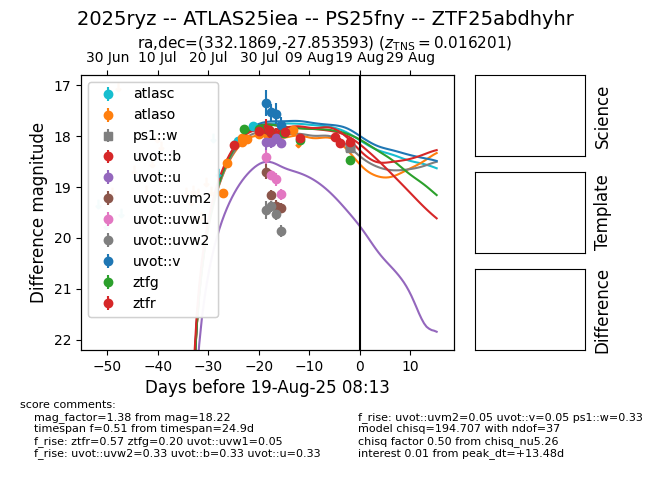 2025ryz -- ATLAS25iea -- PS25fny -- ZTF25abdhyhr
ra,dec=(332.1869,-27.853593) (zTNS = 0.016201)
30 Jun 10 Jul 20 Jul 30 Jul 09 Aug 19 Aug 29 Aug
17
18
19
20
21
22
Difference magnitude
atlasc
atlaso
ps1::w
uvot::b
uvot::u
uvot::uvm2
uvot::uvw1
uvot::uvw2
uvot::v
ztfg
ztfr
−50 −40 −30 −20 −10 0 10
Days before 19-Aug-25 08:13
Science
Template
Difference
score comments:
mag_factor=1.38 from mag=18.22
timespan f=0.51 from timespan=24.9d
f_rise: ztfr=0.57 ztfg=0.20 uvot::uvw1=0.05
f_rise: uvot::uvw2=0.33 uvot::b=0.33 uvot::u=0.33
f_rise: uvot::uvm2=0.05 uvot::v=0.05 ps1::w=0.33
model chisq=194.707 with ndof=37
chisq factor 0.50 from chisq_nu5.26
interest 0.01 from peak_dt=+13.48d